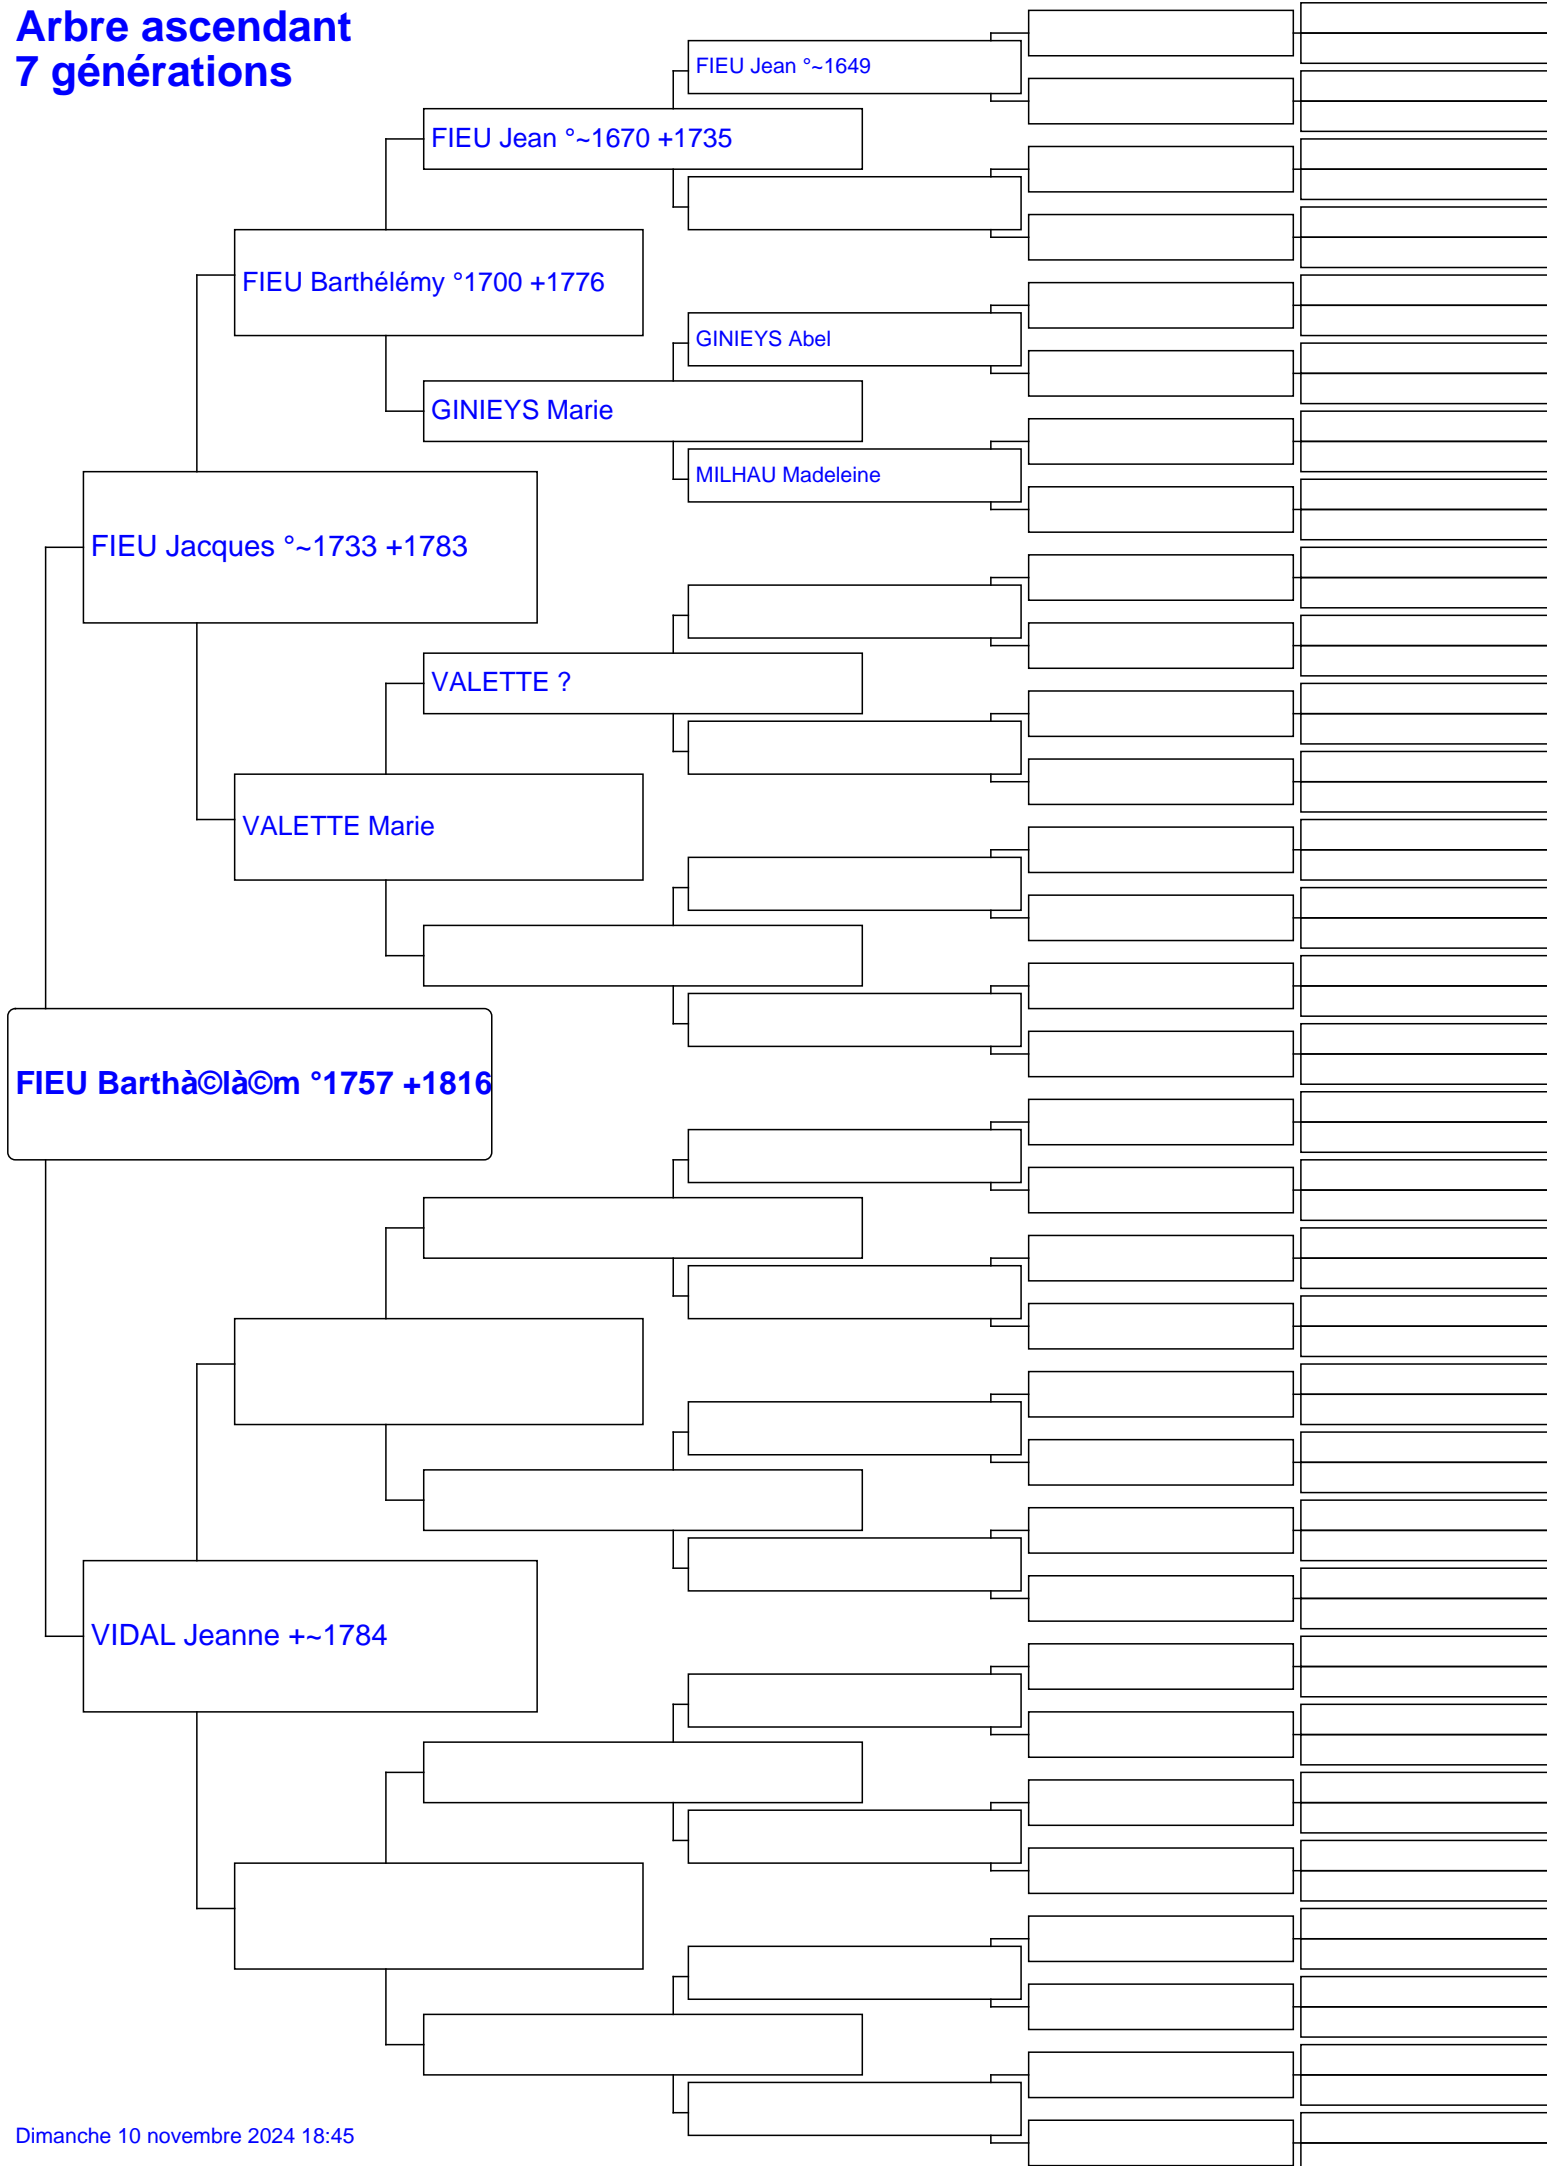 Arbre ascendant
7 générations
FIEU Jean °~1649
FIEU Jean °~1670 +1735
FIEU Barthélémy °1700 +1776
GINIEYS Abel
GINIEYS Marie
MILHAU Madeleine
FIEU Jacques °~1733 +1783
VALETTE ?
VALETTE Marie
FIEU Barthà©là©m °1757 +1816
VIDAL Jeanne +~1784
Dimanche 10 novembre 2024 18:45